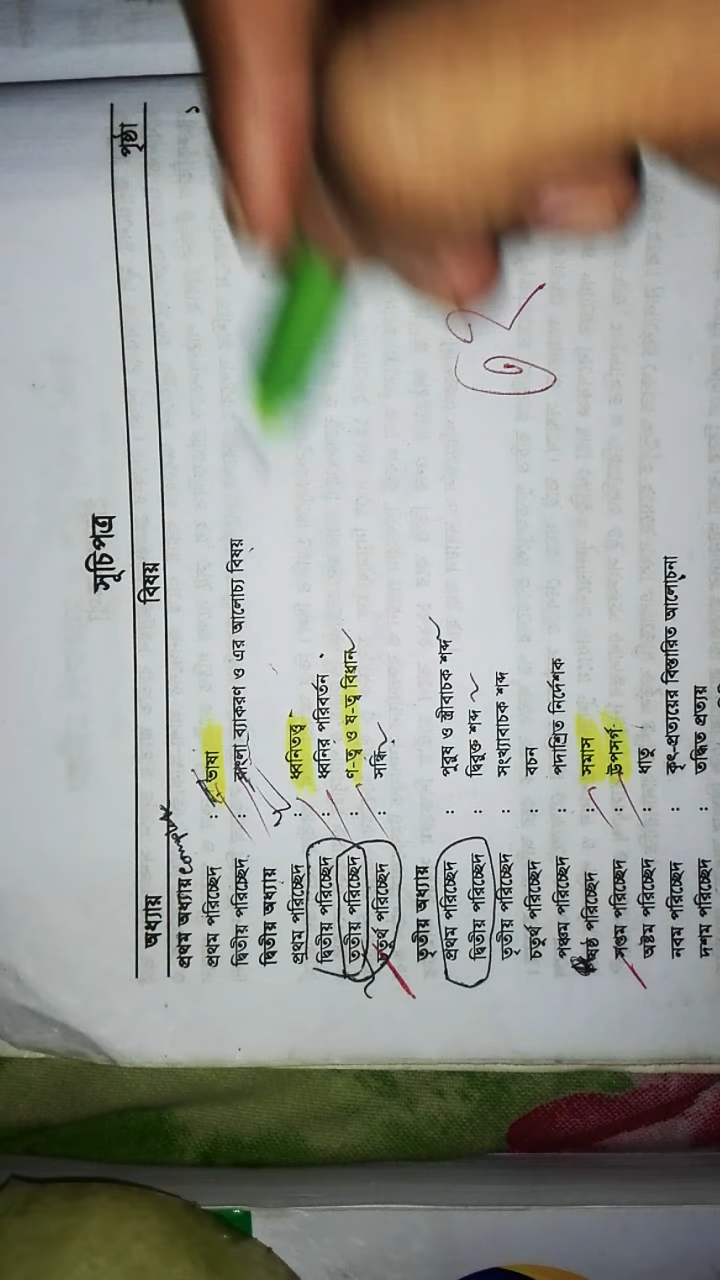 সূচিপত্র
অধ্যায় বিষয় পৃষ্ঠা
প্রথম অধ্যায় complete
প্রথম পরিচ্ছেদ : ভাষা ১
দ্বিতীয় পরিচ্ছেদ : বাংলা ব্যাকরণ ও এর আলোচ্য বিষয়
দ্বিতীয় অধ্যায়
প্রথম পরিচ্ছেদ : ধ্বনিতত্ত্ব
দ্বিতীয় পরিচ্ছেদ : ধ্বনির পরিবর্তন
তৃতীয় পরিচ্ছেদ : ণ-ত্ব ও ষ-ত্ব বিধান
চতুর্থ পরিচ্ছেদ : সন্ধি
তৃতীয় অধ্যায়
প্রথম পরিচ্ছেদ : পুরুষ ও স্ত্রীবাচক শব্দ
দ্বিতীয় পরিচ্ছেদ : দ্বিরুক্ত শব্দ
তৃতীয় পরিচ্ছেদ : সংখ্যাবাচক শব্দ
চতুর্থ পরিচ্ছেদ : বচন
পঞ্চম পরিচ্ছেদ : পদাশ্রিত নির্দেশক
ষষ্ঠ পরিচ্ছেদ : সমাস
সপ্তম পরিচ্ছেদ : উপসর্গ
অষ্টম পরিচ্ছেদ : ধাতু
নবম পরিচ্ছেদ : কৃৎ-প্রত্যয়ের বিস্তারিত আলোচনা
দশম পরিচ্ছেদ : তদ্ধিত প্রত্যয়